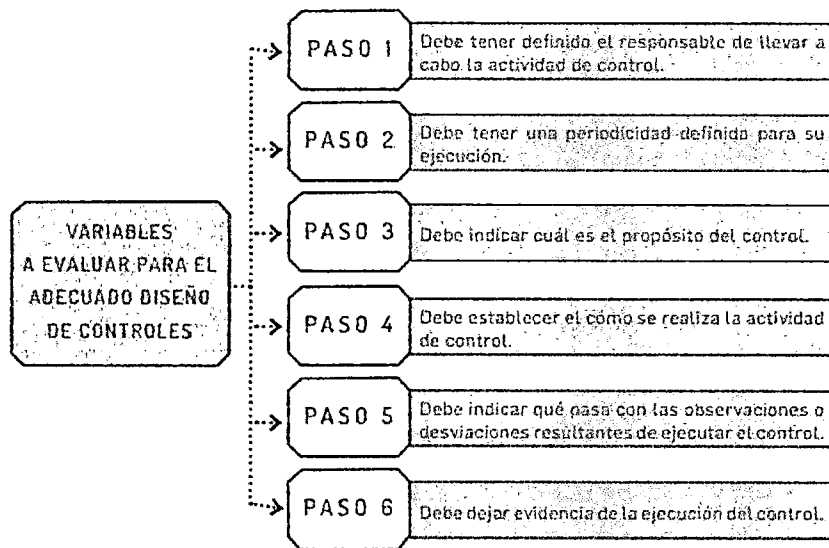 PASO 1
Debe tener definido el responsable de llevar a
cabo la actividad de control.
PASO 2
Debe tener una periodicidad definida para su
ejecución.
VARIABLES
A EVALUAR PARA EL
ADECUADO DISEÑO
DE CONTROLES
PASO 3
Debe indicar cuál es el propósito del control.
PASO 4
Debe establecer el cómo se realiza la actividad
de control.
PASO 5
Debe indicar qué pasa con las observaciones o
desviaciones resultantes de ejecutar el control.
PASO 6
Debe dejar evidencia de la ejecución del control.